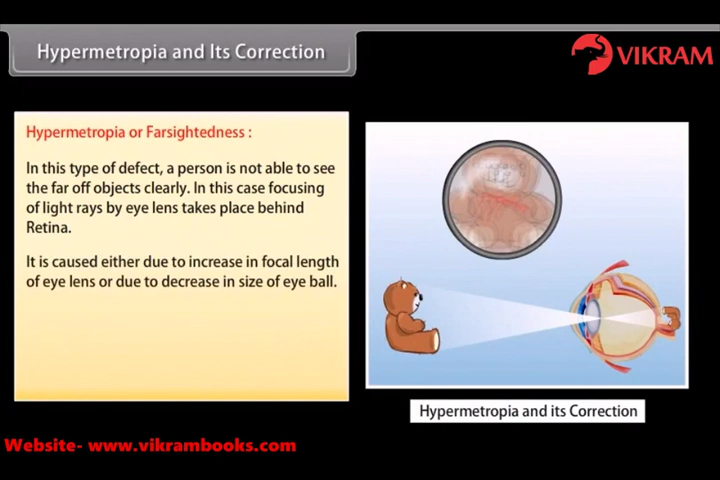 Hypermetropia and Its Correction
VIKRAM
Hypermetropia or Farsightedness :
In this type of defect, a person is not able to see
the far off objects clearly. In this case focusing
of light rays by eye lens takes place behind
Retina.
It is caused either due to increase in focal length
of eye lens or due to decrease in size of eye ball.
Hypermetropia and its Correction
Website- www.vikrambooks.com